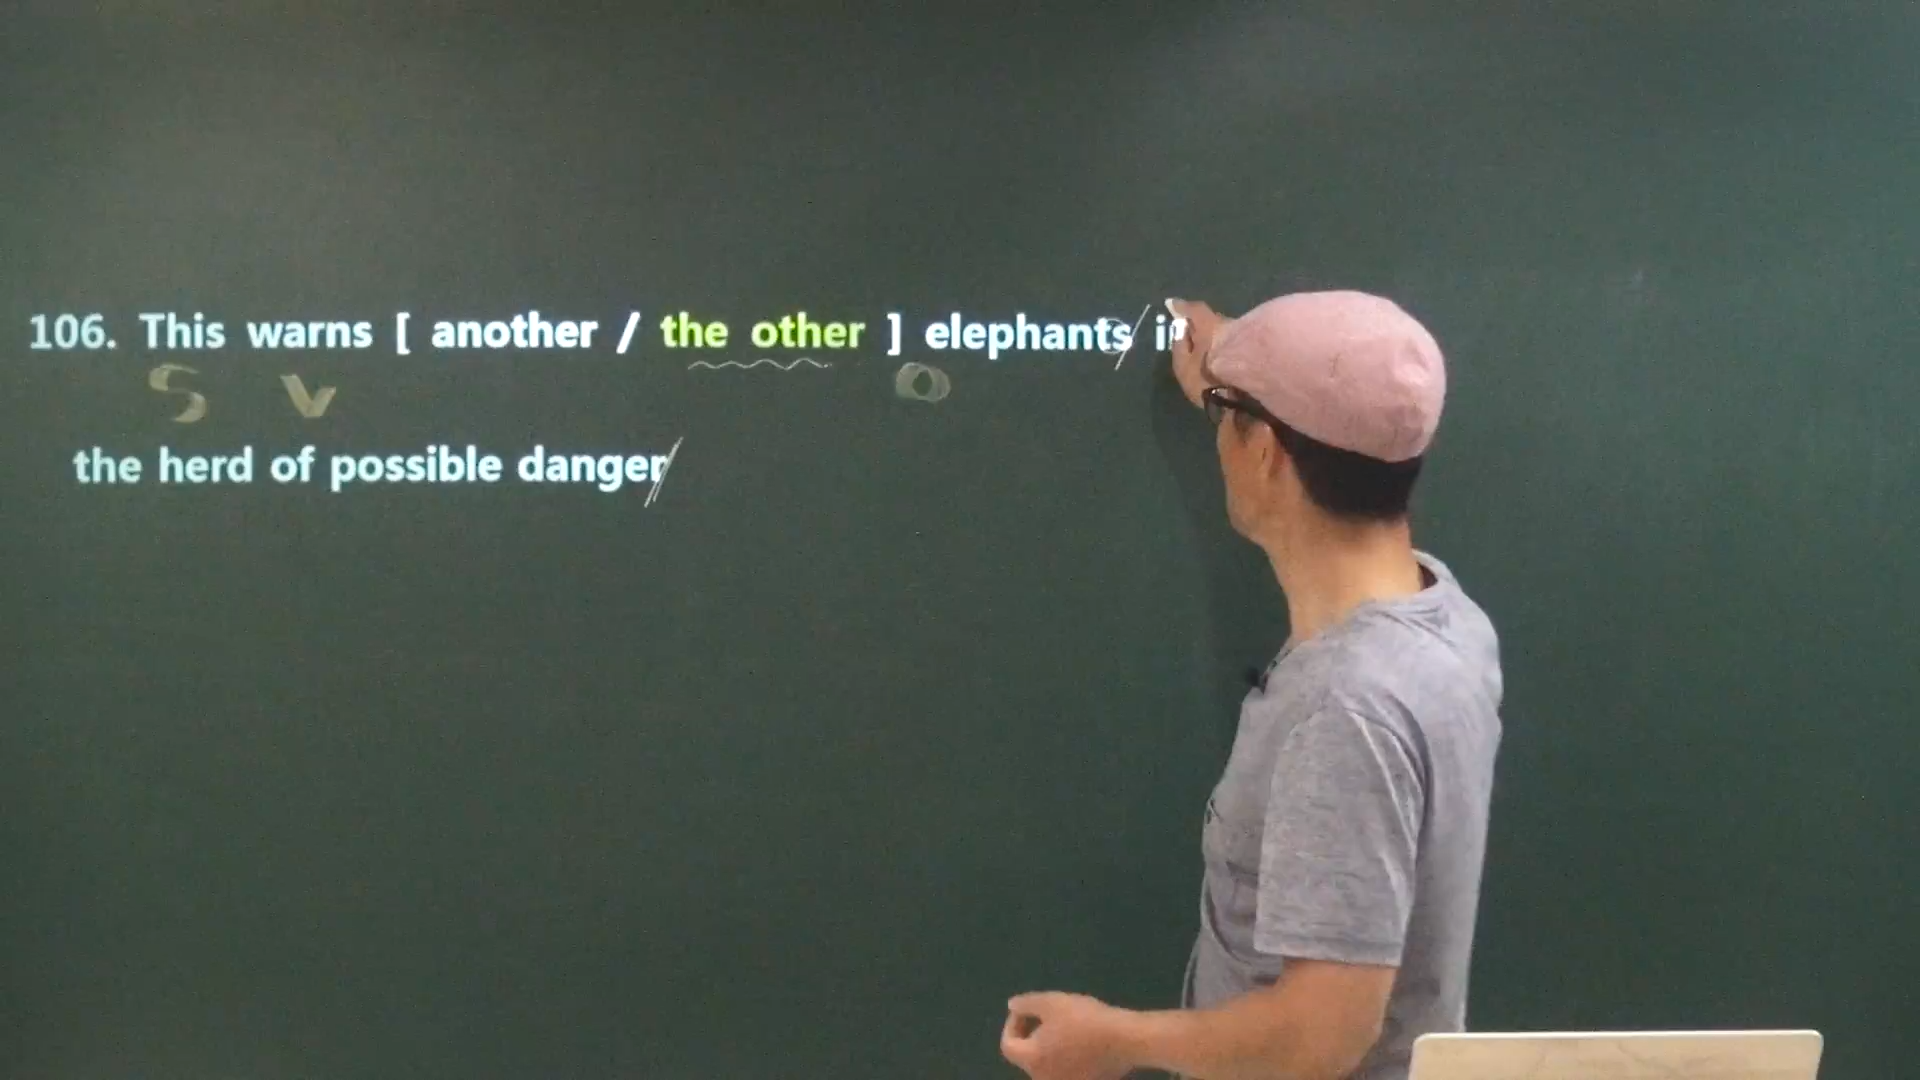 106. This warns [ another / the other ] elephants/
S V O
the herd of possible danger/